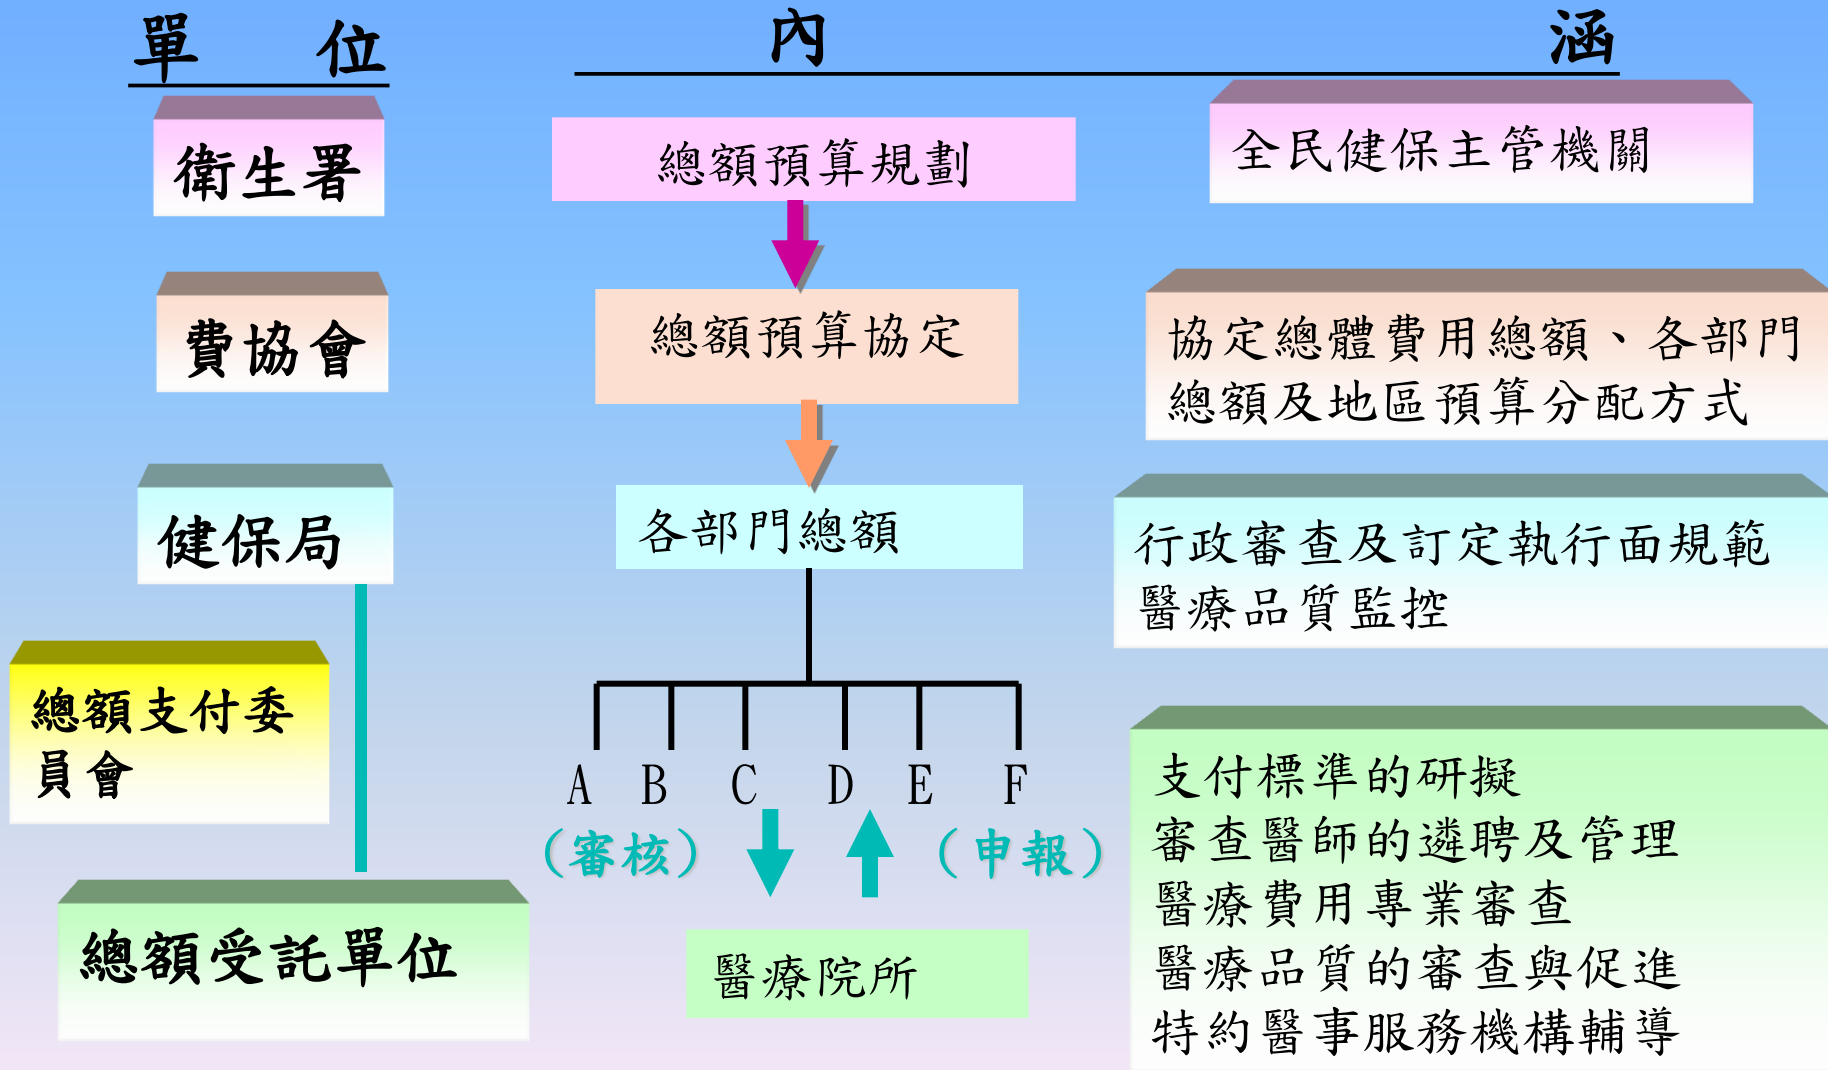 單 位
內 涵
衛生署
總額預算規劃
全民健保主管機關
費協會
總額預算協定
協定總體費用總額、各部門
總額及地區預算分配方式
健保局
各部門總額
行政審查及訂定執行面規範
醫療品質監控
總額支付委
員會
A B C D E F
(審核)
(申報)
總額受託單位
醫療院所
支付標準的研擬
審查醫師的遴聘及管理
醫療費用專業審查
醫療品質的審查與促進
特約醫事服務機構輔導